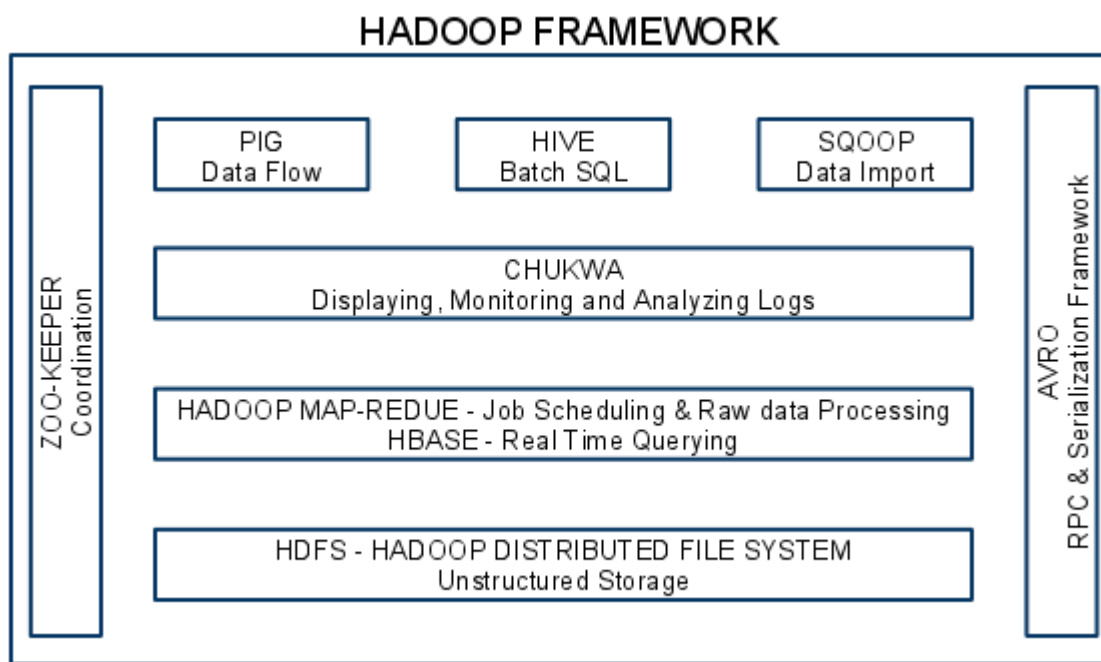 HADOOP FRAMEWORK
ZOO-KEEPER
Coordination
PIG
Data Flow
HIVE
Batch SQL
SQOOP
Data Import
CHUKWA
Displaying, Monitoring and Analyzing Logs
HADOOP MAP-REDUE - Job Scheduling & Raw data Processing
HBASE - Real Time Querying
HDFS - HADOOP DISTRIBUTED FILE SYSTEM
Unstructured Storage
AVRO
RPC & Serialization Framework